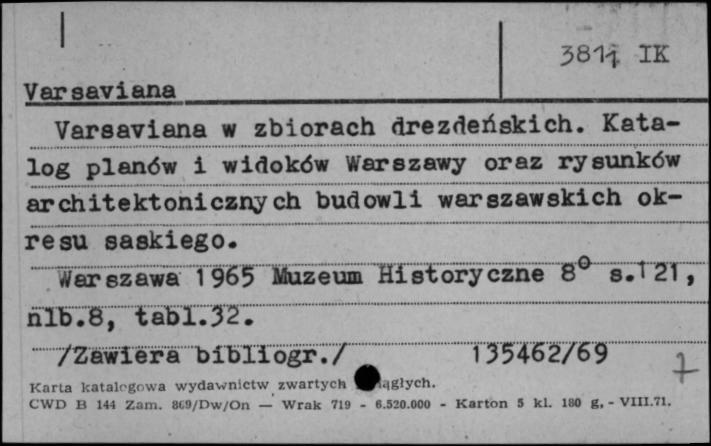 3811 IK
Varsaviana
Varsaviana w zbiorach drezdeńskich. Kata-
log planów i widoków Warszawy oraz rysunków
architektonicznych budowli warszawskich ok-
resu saskiego.
Warszawa 1965 Muzeum Historyczne 8° s.121,
nlb.8, tabl.32.
/Zawiera bibliogr./ 135462/69
Karta katalogowa wydawnictw zwartych
CWD B 144 Zam. 869/Dw/On — Wrak 719 - 6.520.000 - Karton 5 kl. 180 g. - VIII.71.